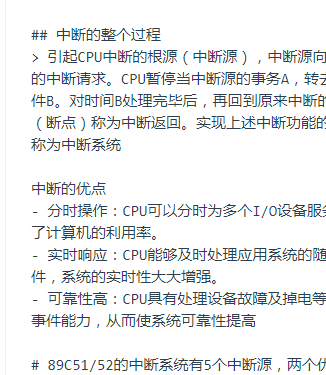 ## 中断的整个过程
> 引起CPU中断的根源（中断源），中断源向
的中断请求。CPU暂停当中断源的事务A，转去
件B。对时间B处理完毕后，再回到原来中断的
（断点）称为中断返回。实现上述中断功能的
称为中断系统
中断的优点
- 分时操作：CPU可以分时为多个I/O设备服务
了计算机的利用率。
- 实时响应：CPU能够及时处理应用系统的随
件，系统的实时性大大增强。
- 可靠性高：CPU具有处理设备故障及掉电等
事件能力，从而使系统可靠性提高
# 89C51/52的中断系统有5个中断源，两个优